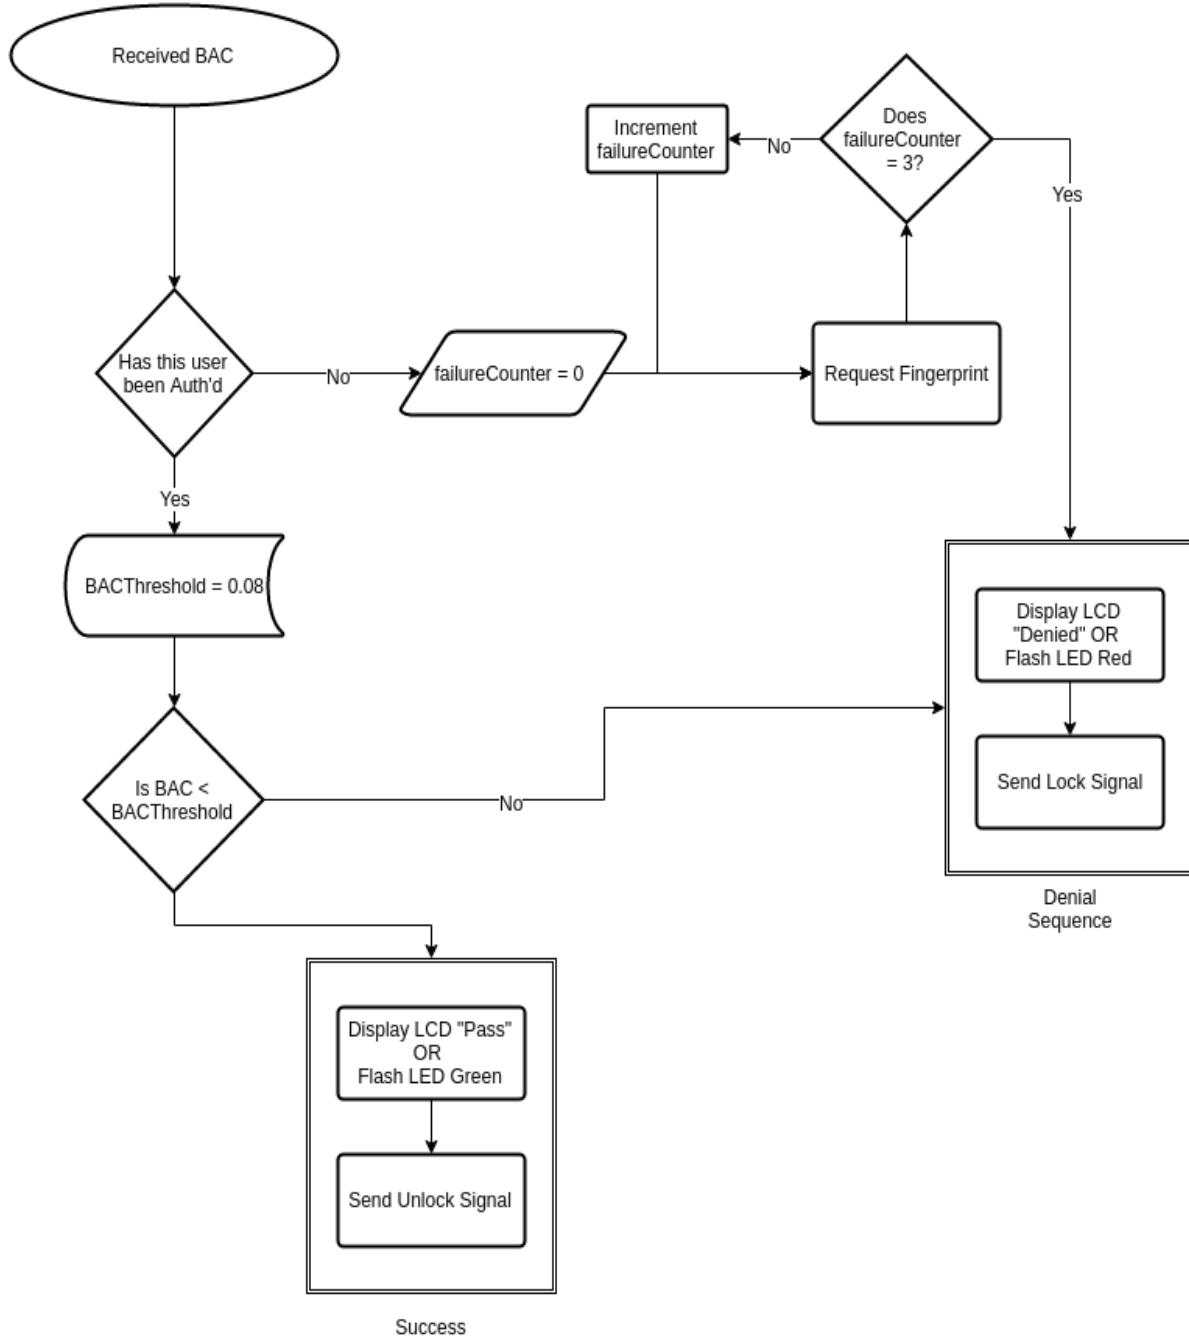 Received BAC
Increment
failureCounter
No
Does
failureCounter
= 3?
Yes
Has this user
been Auth'd
No
failureCounter = 0
Request Fingerprint
Yes
BACThreshold = 0.08
Display LCD
"Denied" OR
Flash LED Red
Is BAC <
BACThreshold
No
Send Lock Signal
Denial
Sequence
Display LCD "Pass"
OR
Flash LED Green
Send Unlock Signal
Success